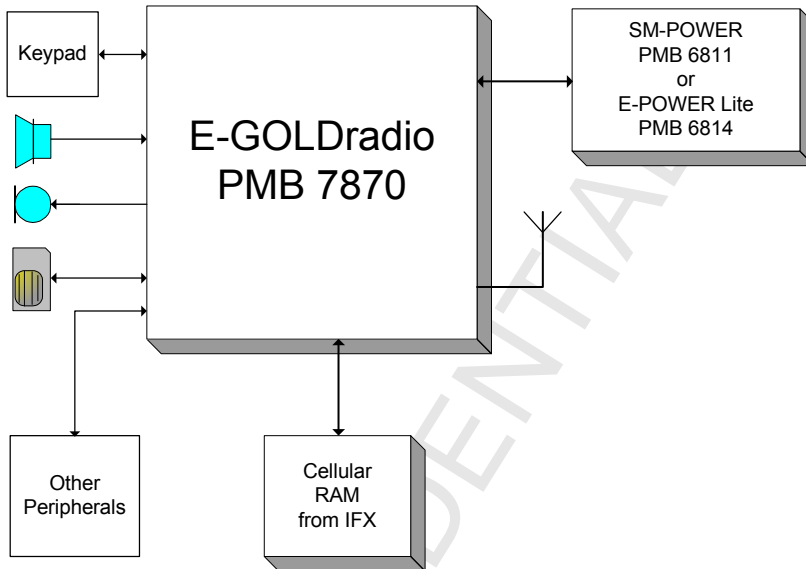 Keypad
E-GOLDradio
PMB 7870
SM-POWER
PMB 6811
or
E-POWER Lite
PMB 6814
Other
Peripherals
Cellular
RAM
from IFX
DENTIAL